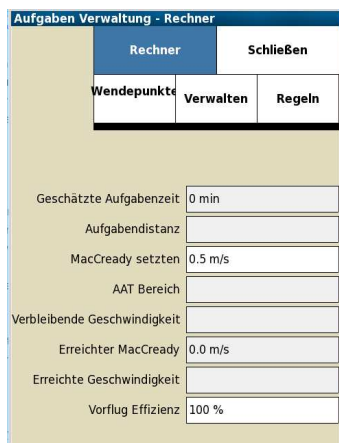 Aufgaben Verwaltung - Rechner
Rechner Schließen
Wendepunkte Verwalten Regeln
Geschätzte Aufgabenzeit 0 min
Aufgabendistanz
MacCready setzten 0.5 m/s
AAT Bereich
Verbleibende Geschwindigkeit
Erreichter MacCready 0.0 m/s
Erreichte Geschwindigkeit
Vorflug Effizienz 100 %